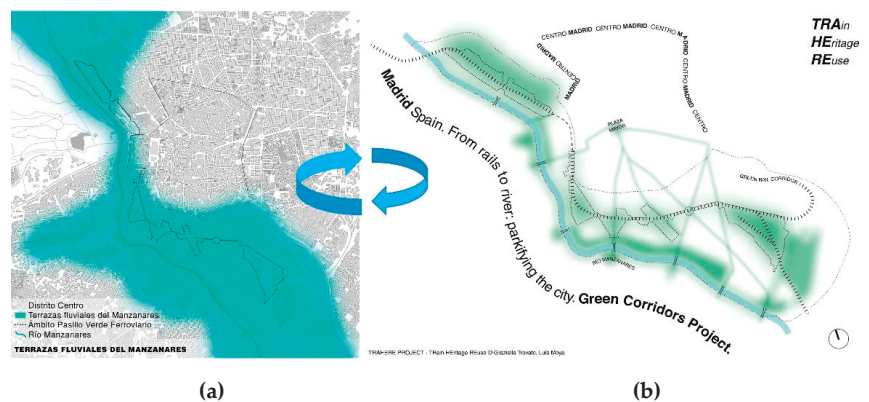 Distrito Centro
Terrazas fluviales del Manzanares
Ámbito Pasillo Verde Ferroviario
Río Manzanares
TERRAZAS FLUVIALES DEL MANZANARES
(a)
TRAin
HEritage
REuse
CENTRO MADRID CENTRO MADRID CENTRO MADRID CENTRO MADRID CENTRO
MADRID CENTRO MADRID
PLAZA
MAYOR
GREEN RAIL CORRIDOR
RÍO MANZANARES
Madrid Spain. From rails to river: parkifying the city. Green Corridors Project.
TRAHERE PROJECT - TRain HEritage REuse © Graziella Trovato, Luis Moya
(b)